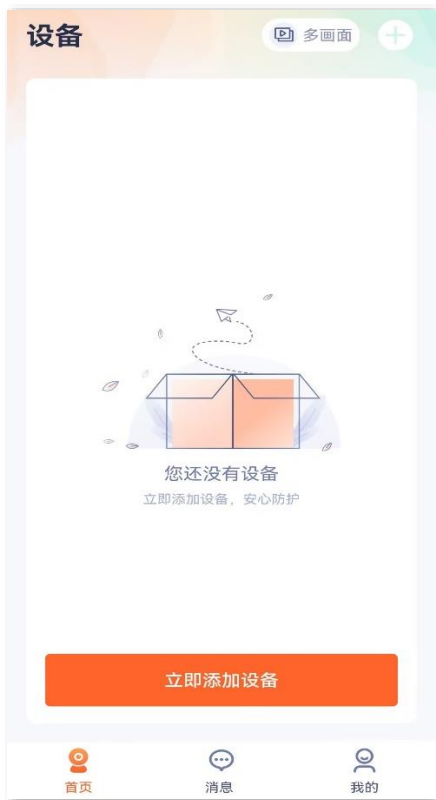 设备
多画面
您还没有设备
立即添加设备，安心防护
立即添加设备
首页
消息
我的